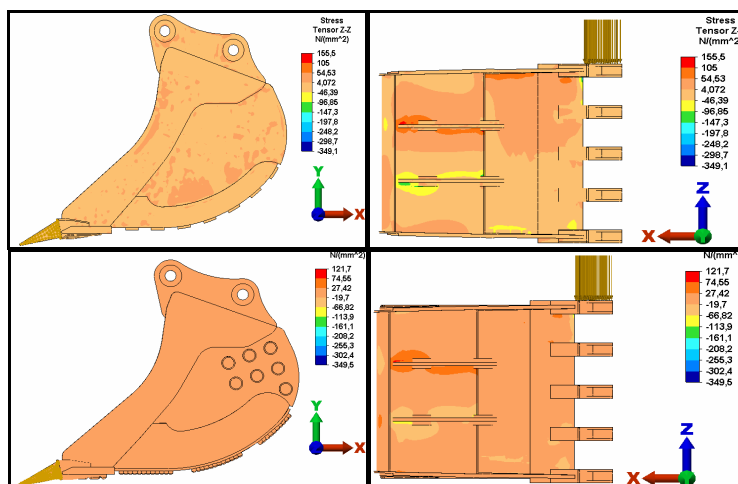 Stress
Tensor Z-Z
N/(mm^2)
155,5
105
54,53
4,072
-46,39
-96,85
-147,3
-197,8
-248,2
-298,7
-349,1
Y
X
Stress
Tensor Z-
N/(mm^
155,5
105
54,53
4,072
-46,39
-96,85
-147,3
-197,8
-248,2
-298,7
-349,1
Z
X
Y
N/(mm^2)
121,7
74,55
27,42
-19,7
-66,82
-113,9
-161,1
-208,2
-255,3
-302,4
-349,5
Y
X
N/(mm^
121,7
74,55
27,42
-19,7
-66,82
-113,9
-161,1
-208,2
-255,3
-302,4
-349,5
Z
X
Y